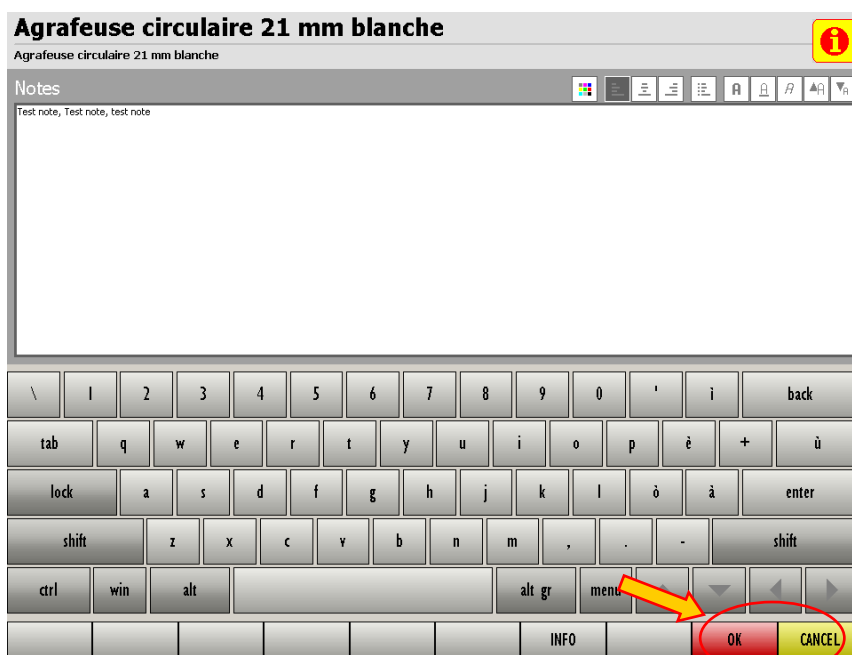 Agrafeuse circulaire 21 mm blanche
Agrafeuse circulaire 21 mm blanche
i
Notes
A A A A A
Test note, Test note, test note
\ 1 2 3 4 5 6 7 8 9 0 ' ì back
tab q w e r t y u i o p è + ù
lock a s d f g h j k l ò à enter
shift z x c v b n m , . - shift
ctrl win alt alt gr menu
INFO OK CANCEL